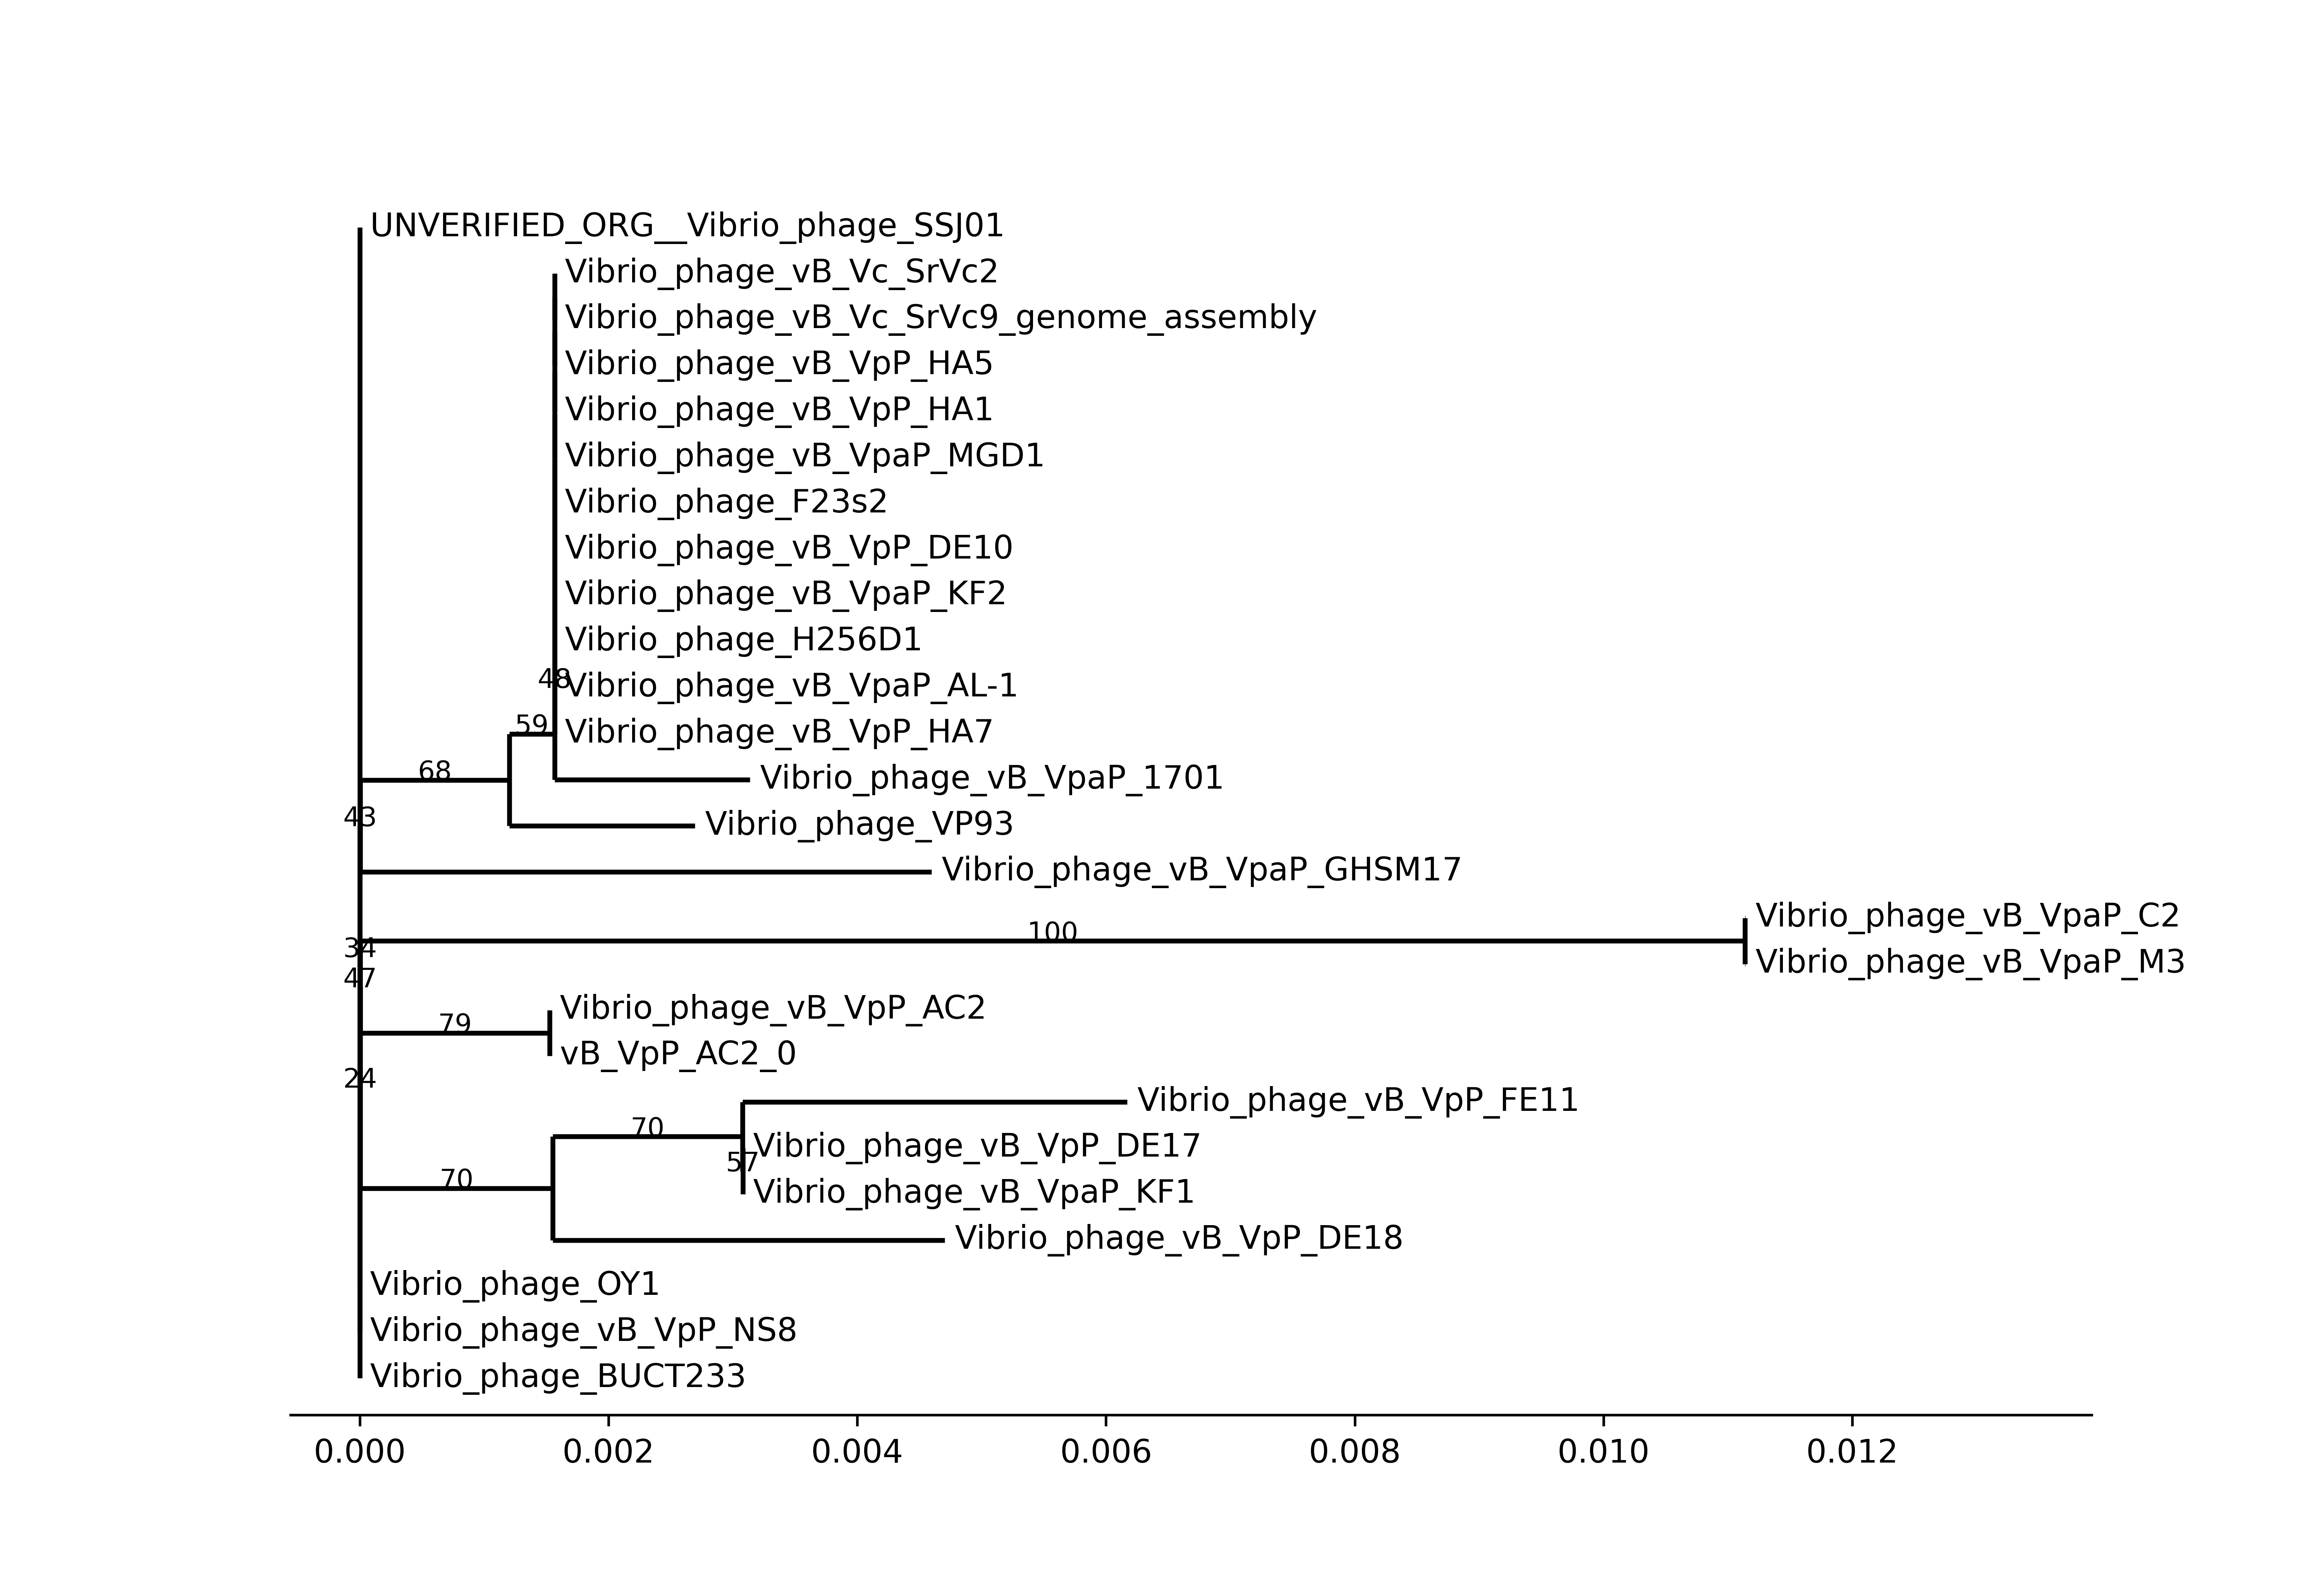 UNVERIFIED_ORG__Vibrio_phage_SSJ01
Vibrio_phage_vB_Vc_SrVc2
Vibrio_phage_vB_Vc_SrVc9_genome_assembly
Vibrio_phage_vB_VpP_HA5
Vibrio_phage_vB_VpP_HA1
Vibrio_phage_vB_VpaP_MGD1
Vibrio_phage_F23s2
Vibrio_phage_vB_VpP_DE10
Vibrio_phage_vB_VpaP_KF2
Vibrio_phage_H256D1
48
Vibrio_phage_vB_VpaP_AL-1
59
Vibrio_phage_vB_VpP_HA7
68
Vibrio_phage_vB_VpaP_1701
43
Vibrio_phage_VP93
Vibrio_phage_vB_VpaP_GHSM17
Vibrio_phage_vB_VpaP_C2
100
34
Vibrio_phage_vB_VpaP_M3
47
Vibrio_phage_vB_VpP_AC2
79
vB_VpP_AC2_0
24
Vibrio_phage_vB_VpP_FE11
70
Vibrio_phage_vB_VpP_DE17
57
70
Vibrio_phage_vB_VpaP_KF1
Vibrio_phage_vB_VpP_DE18
Vibrio_phage_OY1
Vibrio_phage_vB_VpP_NS8
Vibrio_phage_BUCT233
0.000 0.002 0.004 0.006 0.008 0.010 0.012